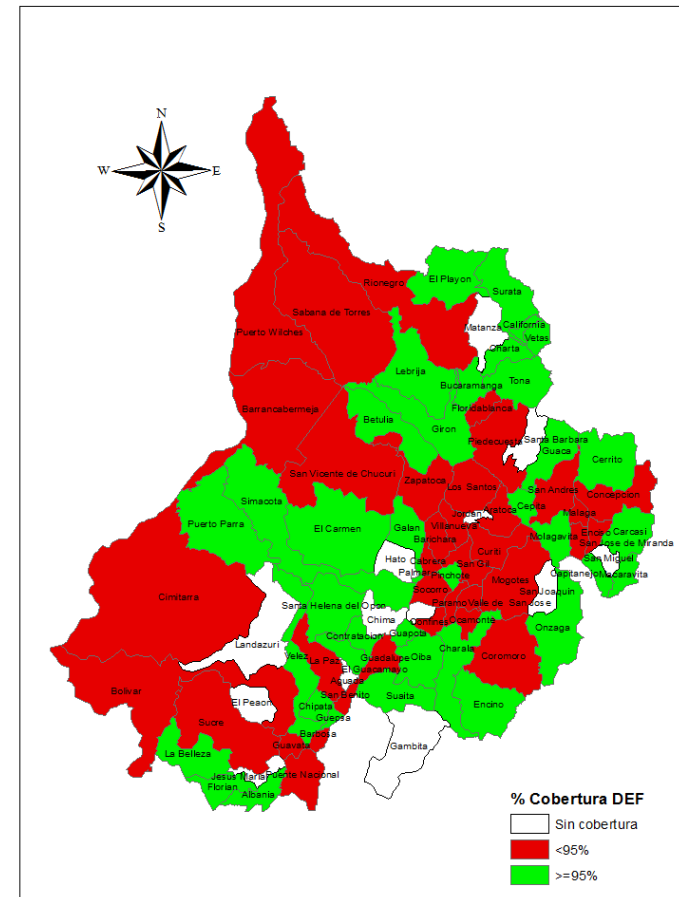 N
W
E
S
El Playon
Rionegro
Surata
Sabana de Torres
Matanza
California
Puerto Wilches
Vetas
Charta
Lebrija
Tona
Bucaramanga
Barrancabermeja
Floridablanca
Betulia
Giron
Piedecuesta
Santa Barbara
Guaca
Cerrito
San Vicente de Chucuri
Zapatoca
Los Santos
San Andres
Concepcion
Simacota
Cepita
Aratoca
Jordan
Malaga
Puerto Parra
El Carmen
Galan
Villanueva
Enciso
Carcasi
Barichara
Molagavita
San Jose de Miranda
Curiti
Hato
Cabrera
San Gil
San Miguel
Palmar
Pinchote
Capitanejo
Macaravita
Mogotes
Cimitarra
Socorro
San Joaquin
Santa Helena del Opon
Chima
Paramo
Valle de San Jose
Confines
Ocamonte
Onzaga
Contratacion
Guapota
Landazuri
Velez
La Paz
Guadalupe
Oiba
Charala
Coromoro
El Guacamayo
Bolivar
Aguada
San Benito
Suaita
Encino
El Peaon
Chipata
Sucre
Guepsa
Barbosa
Guavata
Gambita
La Belleza
Jesus Maria
Puente Nacional
Florian
Albania
% Cobertura DEF
Sin cobertura
<95%
>=95%